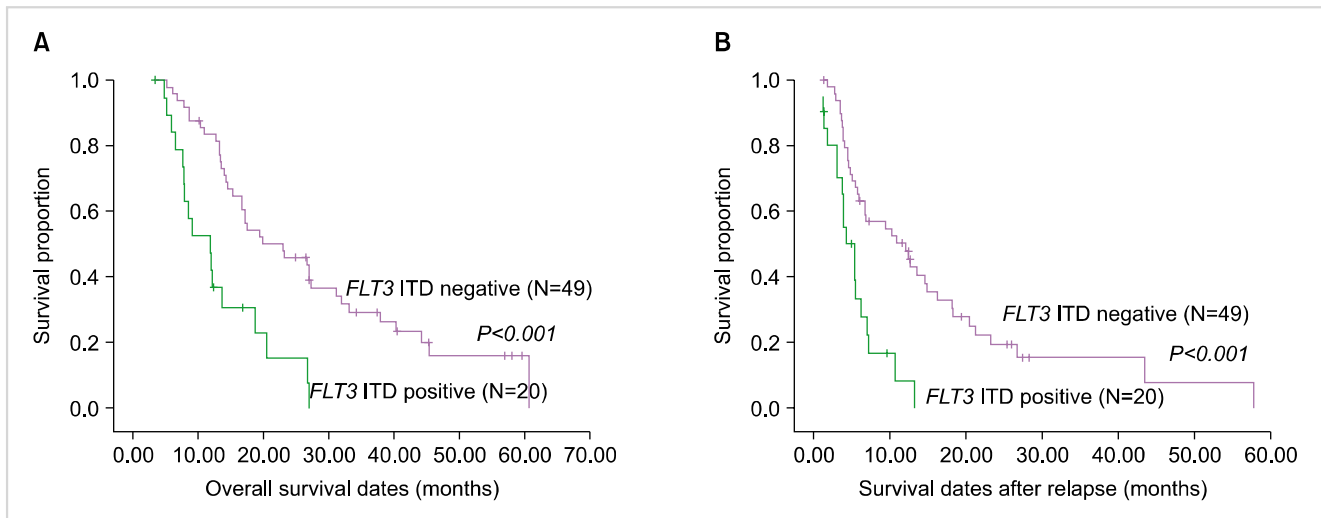 A
1.0
0.8
0.6
0.4
0.2
0.0
Survival proportion
FLT3 ITD negative (N=49)
P<0.001
FLT3 ITD positive (N=20)
0.00 10.00 20.00 30.00 40.00 50.00 60.00 70.00
Overall survival dates (months)
B
1.0
0.8
0.6
0.4
0.2
0.0
Survival proportion
FLT3 ITD negative (N=49)
P<0.001
FLT3 ITD positive (N=20)
0.00 10.00 20.00 30.00 40.00 50.00 60.00
Survival dates after relapse (months)